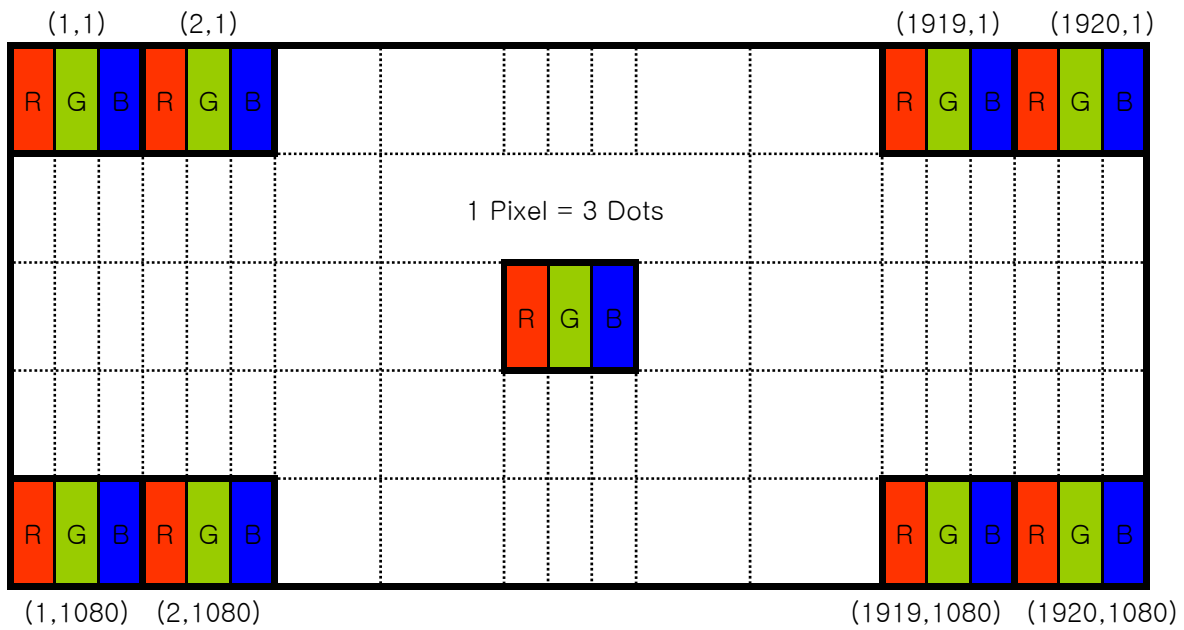 (1,1) (2,1) (1919,1) (1920,1)
R G B R G B R G B R G B
1 Pixel = 3 Dots
R G B
R G B R G B R G B R G B
(1,1080) (2,1080) (1919,1080) (1920,1080)